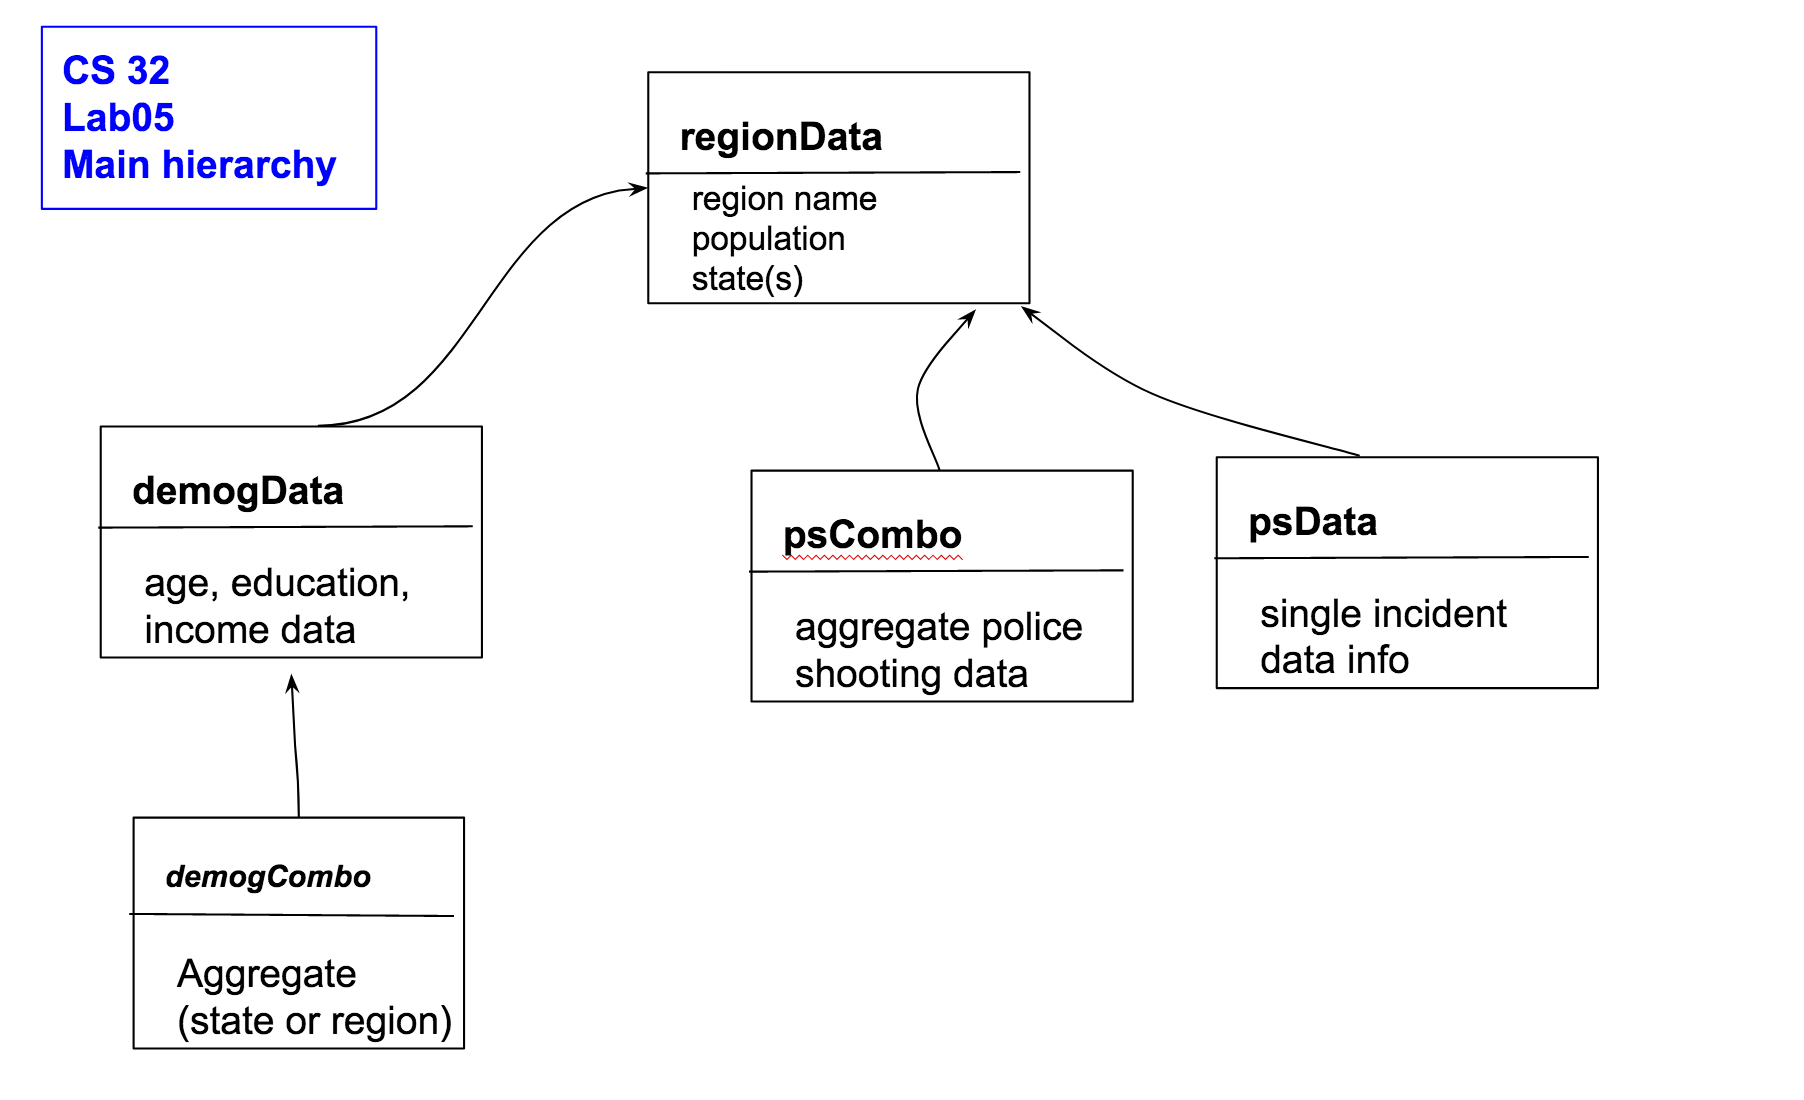 CS 32
Lab05
Main hierarchy
regionData
region name
population
state(s)
demogData
age, education,
income data
psCombo
aggregate police
shooting data
psData
single incident
data info
demogCombo
Aggregate
(state or region)